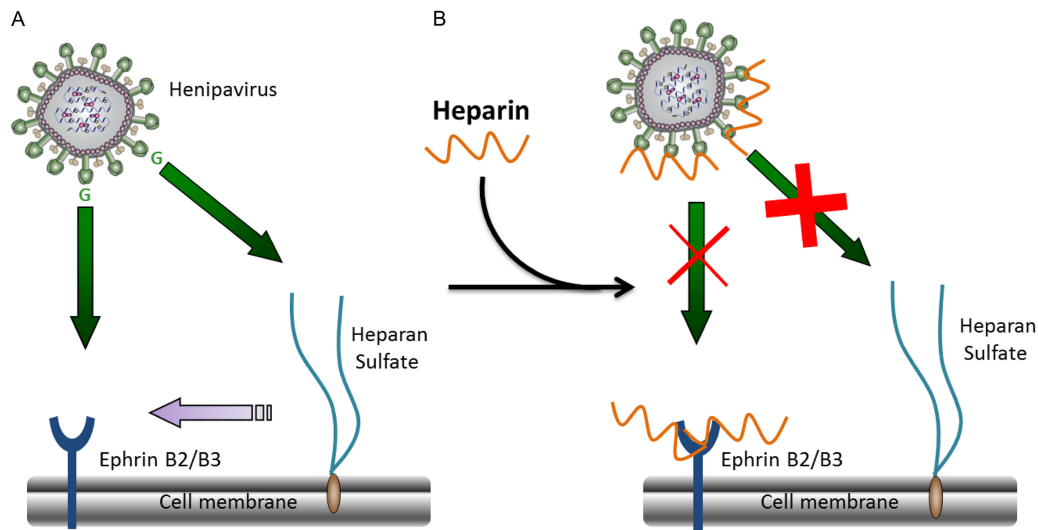 A
Henipavirus
G
G
Heparan
Sulfate
Ephrin B2/B3
Cell membrane
B
Heparin
Heparan
Sulfate
Ephrin B2/B3
Cell membrane